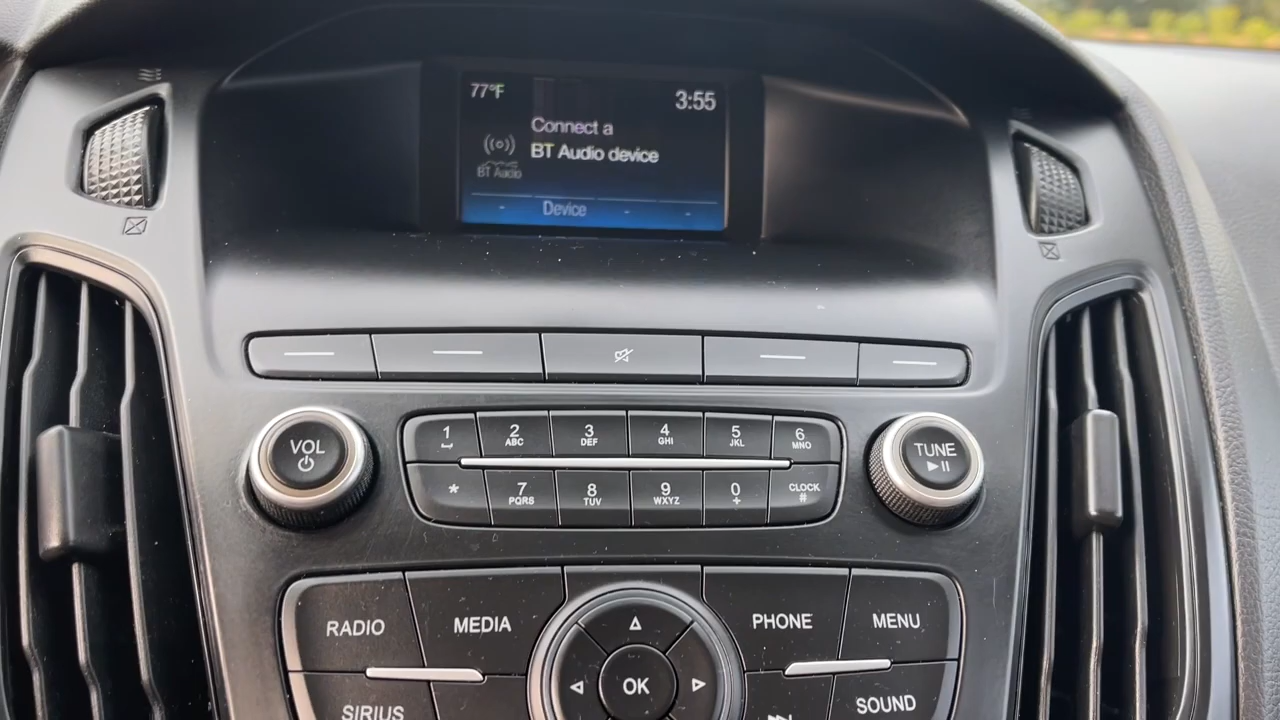 77°F
3:55
Connect a
BT Audio device
BT Audio
Device
VOL
1
2
ABC
3
DEF
4
GHI
5
JKL
6
MNO
TUNE
*
7
PQRS
8
TUV
9
WXYZ
0
+
CLOCK
#
RADIO
MEDIA
PHONE
MENU
OK
SIRIUS
SOUND